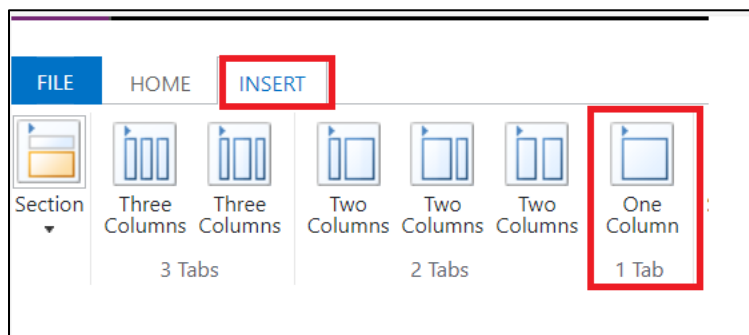 FILE HOME INSERT
Section Three Columns Three Columns Two Columns Two Columns Two Columns One Column
3 Tabs 2 Tabs 1 Tab